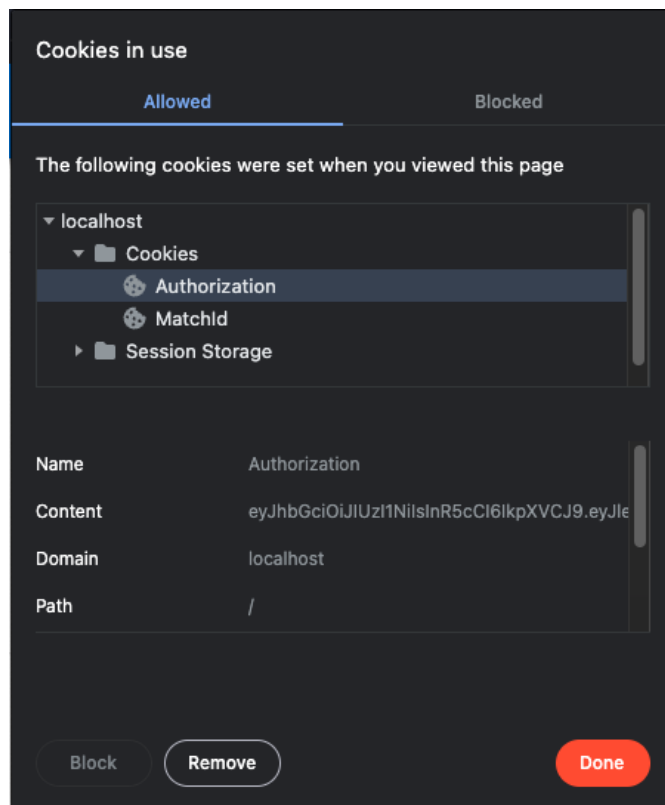 Cookies in use
Allowed Blocked
The following cookies were set when you viewed this page
localhost
Cookies
Authorization
MatchId
Session Storage
Name Authorization
Content eyJhbGciOiJIUzI1NiIsInR5cCI6IkpXVCJ9.eyJle
Domain localhost
Path /
Block Remove Done